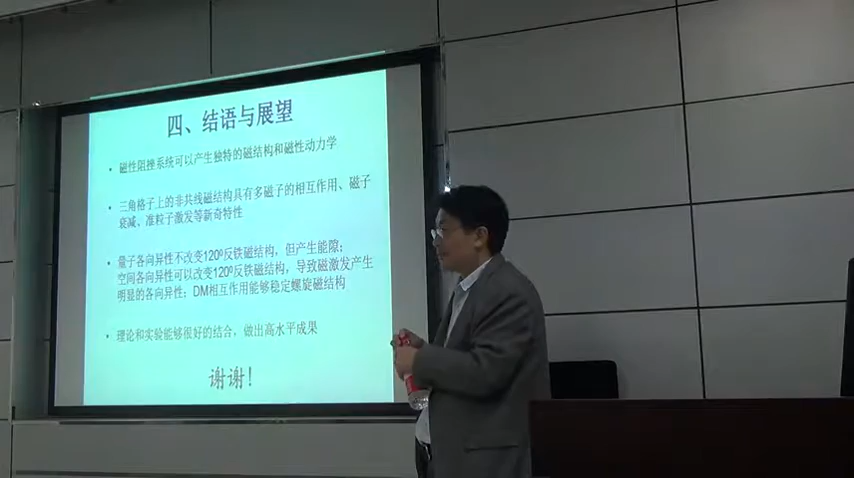 四、结语与展望
• 磁性阻挫系统可以产生独特的磁结构和磁性动力学
• 三角格子上的非共线磁结构具有多磁子的相互作用、磁子
衰减、准粒子激发等新奇特性
• 量子各向异性不改变120º反铁磁结构，但产生能隙；
空间各向异性可以改变120º反铁磁结构，导致磁激发产生
明显的各向异性；DM相互作用能够稳定螺旋磁结构
• 理论和实验能够很好的结合，做出高水平成果
谢谢！